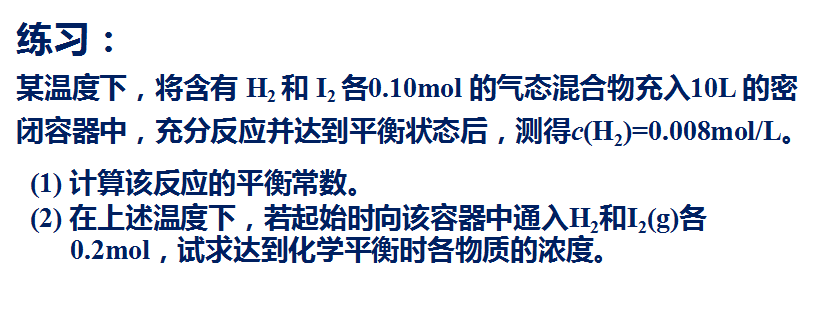 练习：
某温度下，将含有 H₂ 和 I₂ 各0.10mol 的气态混合物充入10L 的密
闭容器中，充分反应并达到平衡状态后，测得c(H₂)=0.008mol/L。
(1) 计算该反应的平衡常数。
(2) 在上述温度下，若起始时向该容器中通入H₂和I₂(g)各
0.2mol，试求达到化学平衡时各物质的浓度。